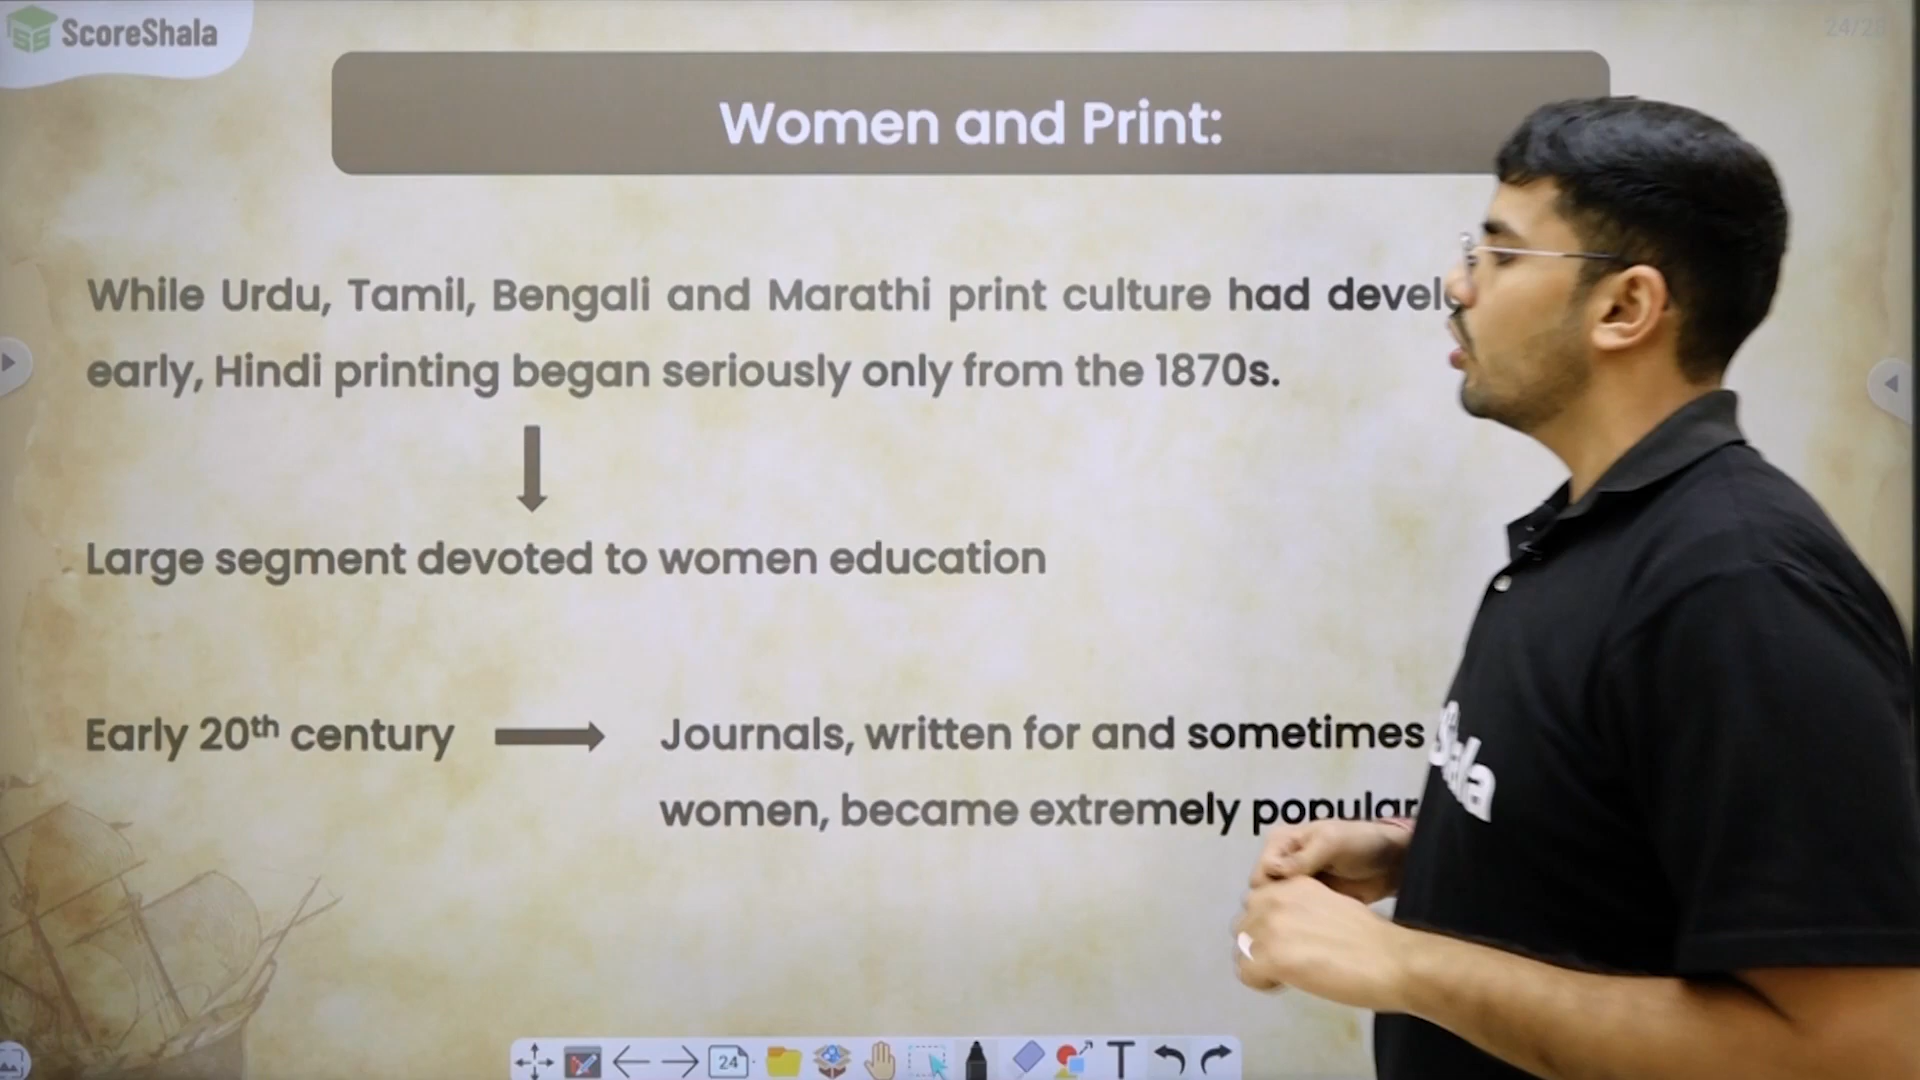 ScoreShala
24/28
Women and Print:
While Urdu, Tamil, Bengali and Marathi print culture had
early, Hindi printing began seriously only from the 1870s.
Large segment devoted to women education
Early 20th century
Journals, written for and sometimes
women, became extremely popular
24
T